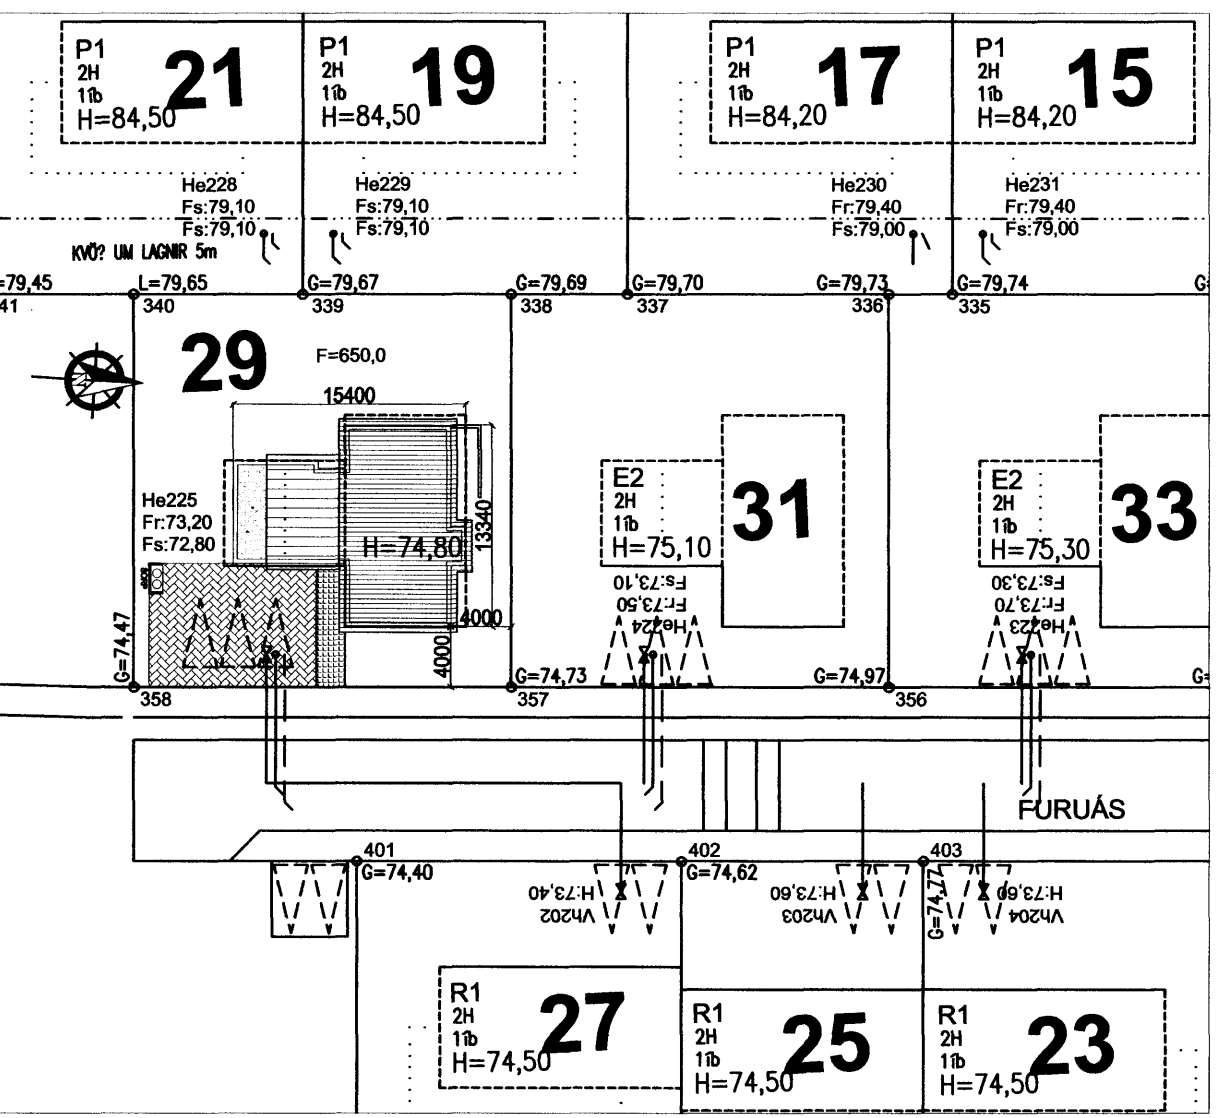 P1
2H
1íb
H=84,50
21
P1
2H
1íb
H=84,50
19
P1
2H
1íb
H=84,20
17
P1
2H
1íb
H=84,20
15
He228
Fs:79,10
Fs:79,10
He229
Fs:79,10
Fs:79,10
He230
Fr:79,40
Fs:79,00
He231
Fr:79,40
Fs:79,00
KVÖ? UM LAGNIR 5m
=79,45
L=79,65
G=79,67
G=79,69
G=79,70
G=79,73
G=79,74
G=
41
340
339
338
337
336
335
29
F=650,0
15400
He225
Fr:73,20
Fs:72,80
H=74,80
13340
4000
4000
E2
2H
1íb
H=75,10
31
E2
2H
1íb
H=75,30
33
He224
Fr:73,50
Fs:73,10
He223
Fr:73,70
Fs:73,30
G=74,47
G=74,73
G=74,97
G=
358
357
356
FURUÁS
401
402
403
G=74,40
G=74,62
G=74,77
Vh202
H:73,40
Vh203
H:73,60
Vh204
H:73,60
R1
2H
1íb
H=74,50
27
R1
2H
1íb
H=74,50
25
R1
2H
1íb
H=74,50
23